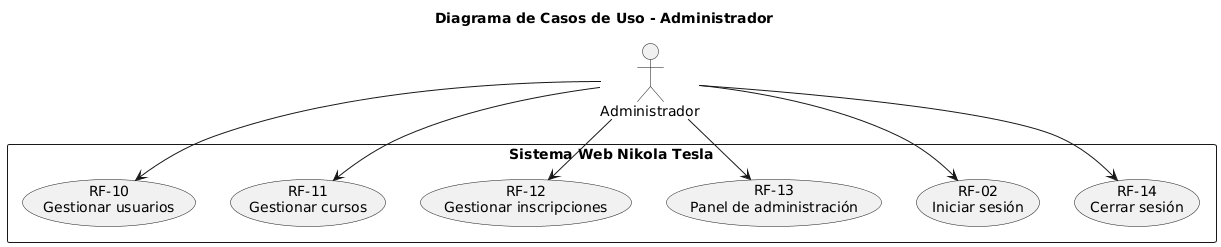 Diagrama de Casos de Uso - Administrador
Administrador
Sistema Web Nikola Tesla
RF-10
Gestionar usuarios
RF-11
Gestionar cursos
RF-12
Gestionar inscripciones
RF-13
Panel de administración
RF-02
Iniciar sesión
RF-14
Cerrar sesión